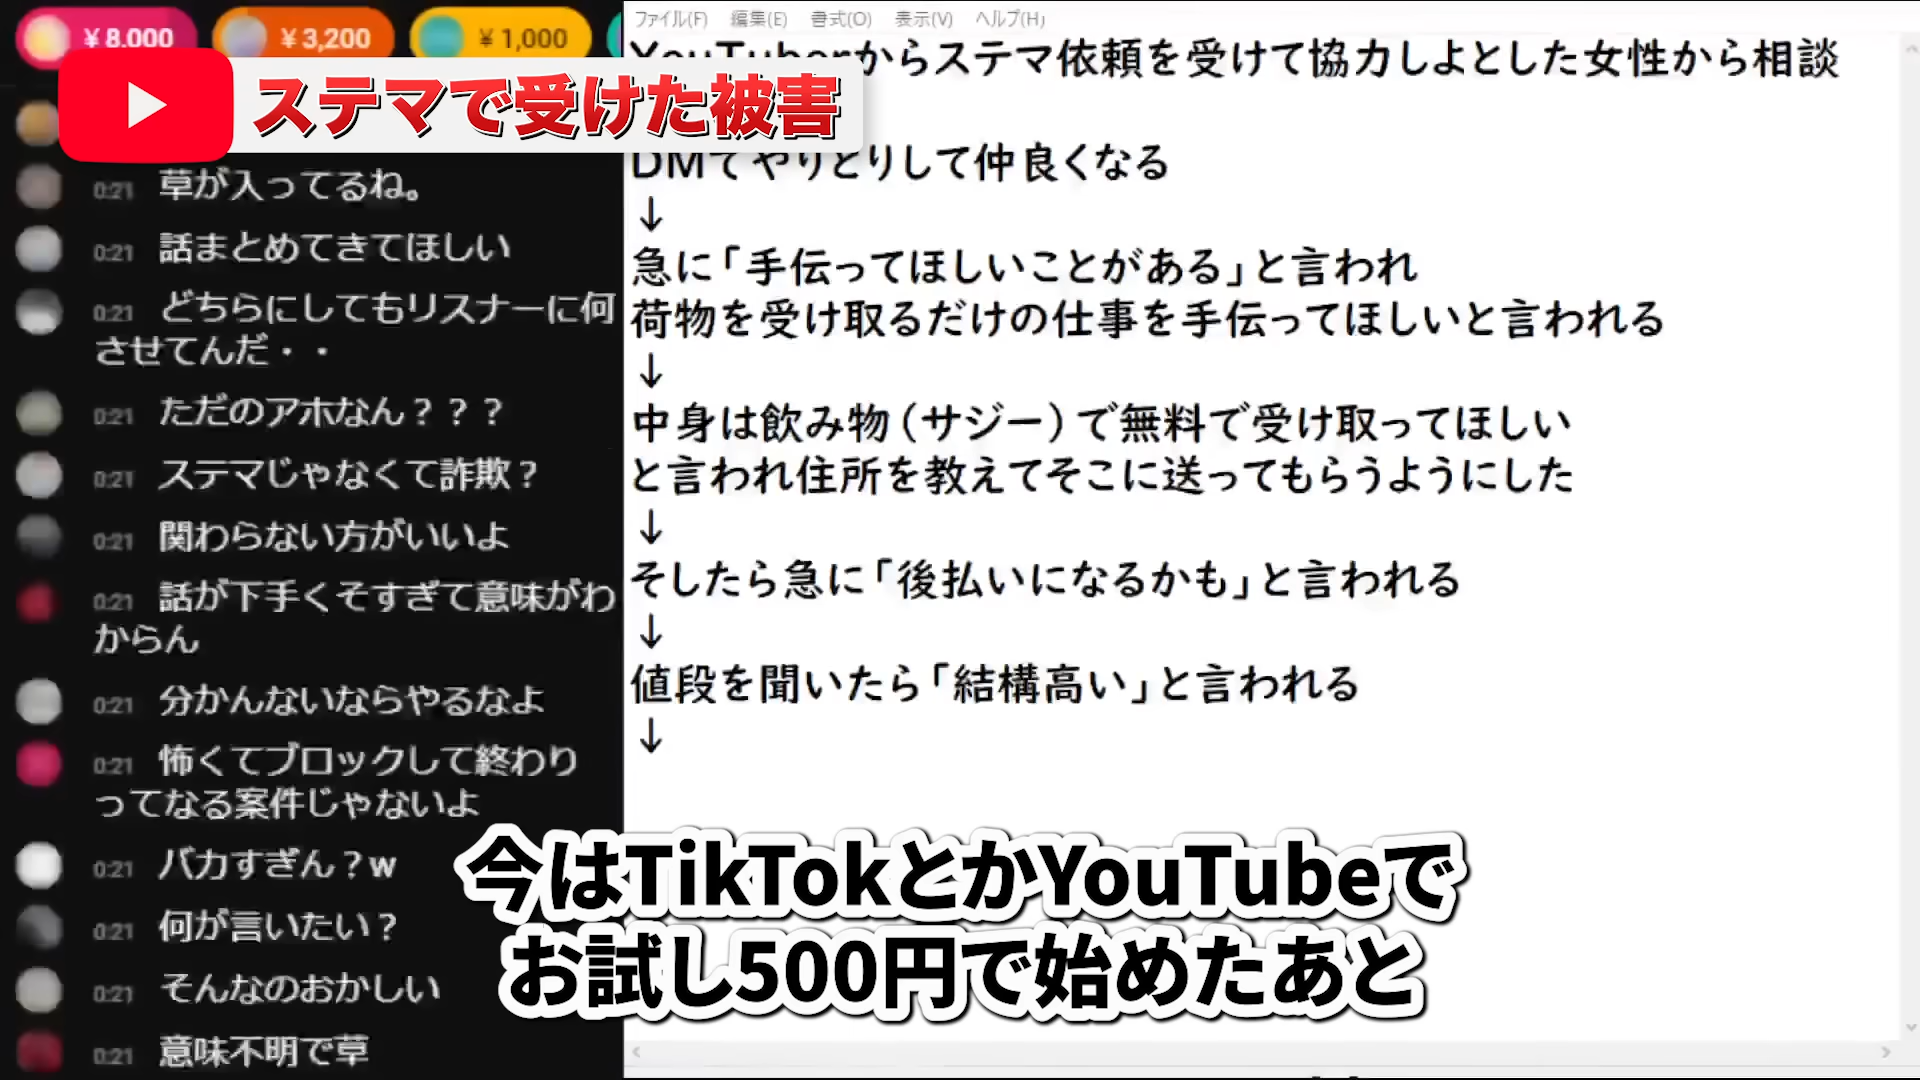 ¥8,000
¥3,200
¥1,000
ステマで受けた被害
0:21 草が入ってるね。
0:21 話まとめてきてほしい
0:21 どちらにしてもリスナーに何
させてんだ・・
0:21 ただのアホなん？？？
0:21 ステマじゃなくて詐欺？
0:21 関わらない方がいいよ
0:21 話が下手くそすぎて意味がわ
からん
0:21 分かんないならやるなよ
0:21 怖くてブロックして終わり
ってなる案件じゃないよ
0:21 バカすぎん？w
0:21 何が言いたい？
0:21 そんなのおかしい
0:21 意味不明で草
ファイル(F) 編集(E) 書式(O) 表示(V) ヘルプ(H)
YouTuberからステマ依頼を受けて協力しよとした女性から相談
DMでやりとりして仲良くなる
↓
急に「手伝ってほしいことがある」と言われ
荷物を受け取るだけの仕事を手伝ってほしいと言われる
↓
中身は飲み物（サジー）で無料で受け取ってほしい
と言われ住所を教えてそこに送ってもらうようにした
↓
そしたら急に「後払いになるかも」と言われる
↓
値段を聞いたら「結構高い」と言われる
↓
今はTikTokとかYouTubeで
お試し500円で始めたあと